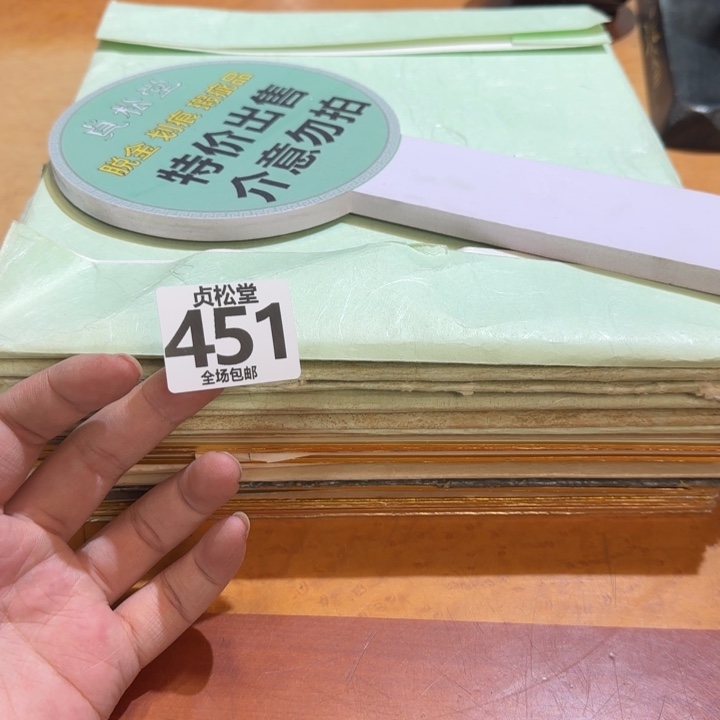 贞松堂
脱金 划痕 瑕疵品
特价出售
介意勿拍
贞松堂
451
全场包邮